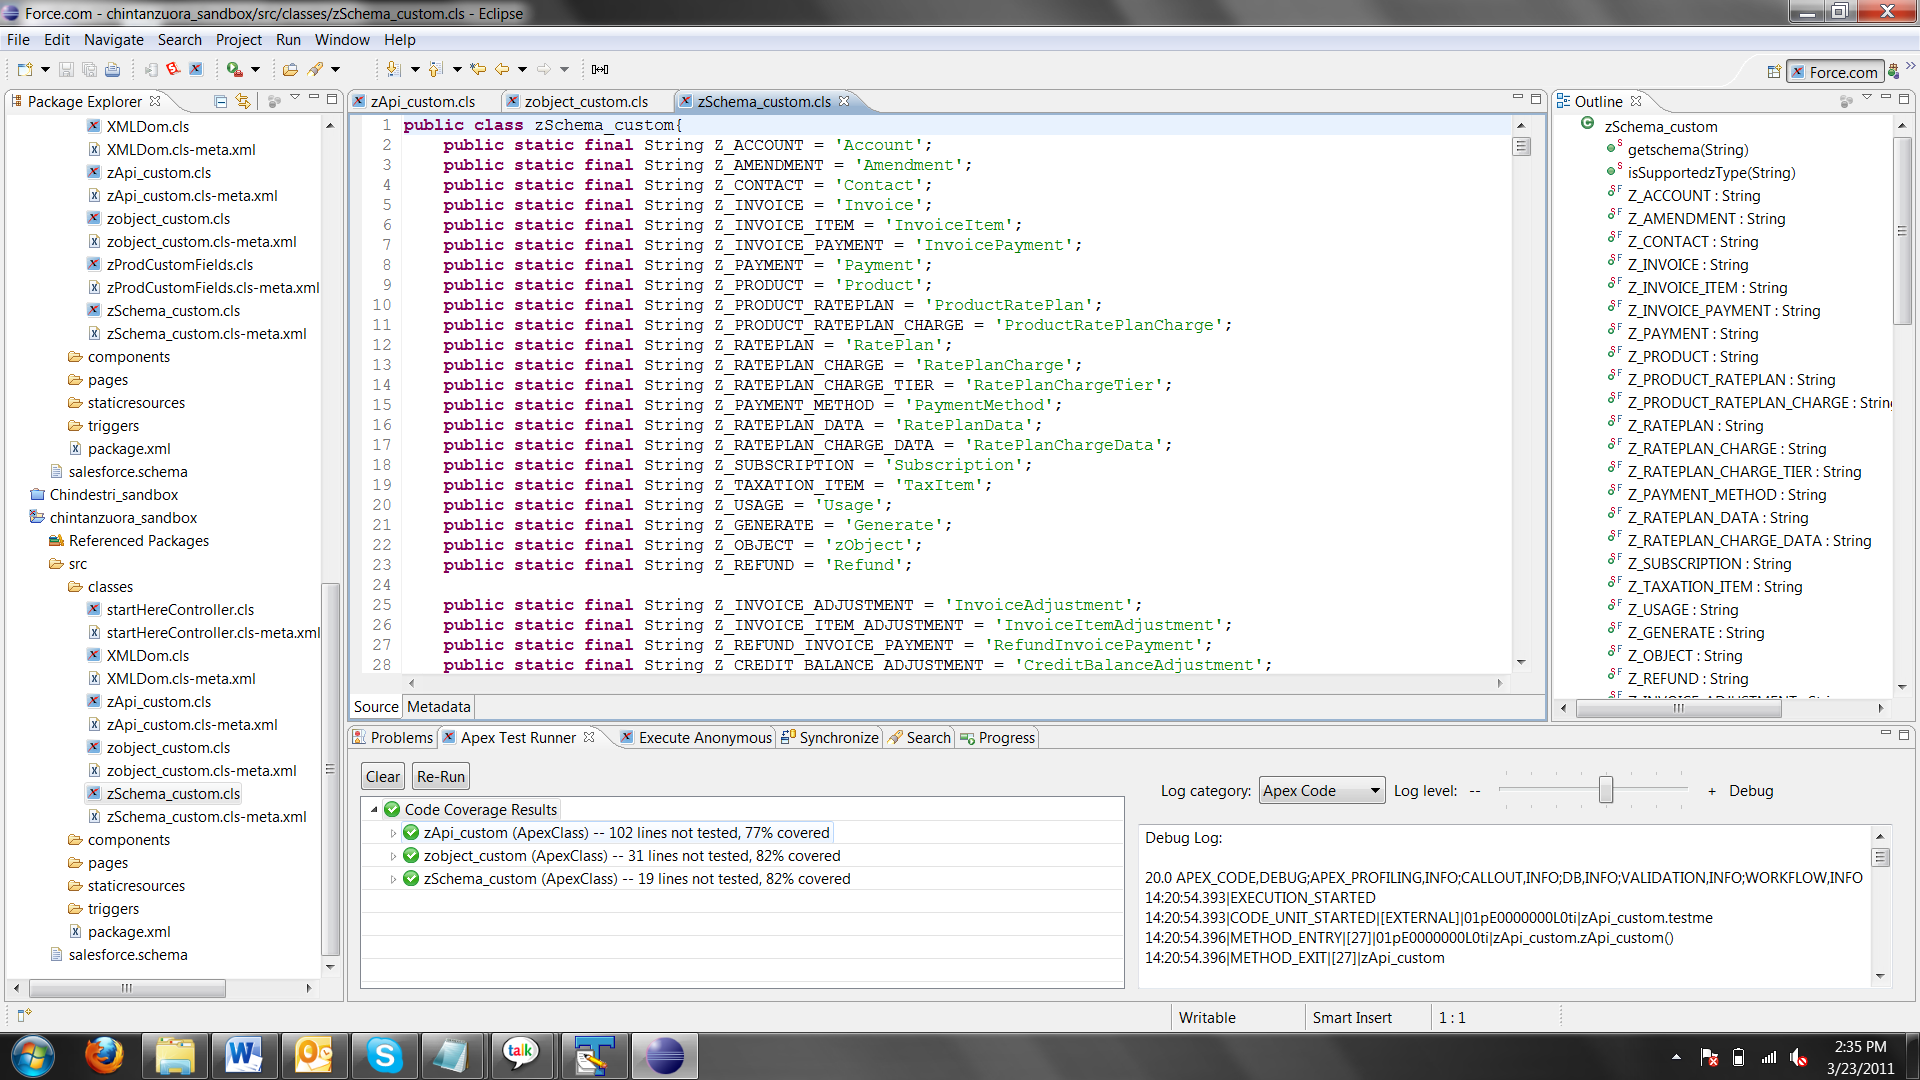 Force.com - chintanzuora_sandbox/src/classes/zSchema_custom.cls - Eclipse
File Edit Navigate Search Project Run Window Help
Force.com
Package Explorer
XMLDom.cls
XMLDom.cls-meta.xml
zApi_custom.cls
zApi_custom.cls-meta.xml
zobject_custom.cls
zobject_custom.cls-meta.xml
zProdCustomFields.cls
zProdCustomFields.cls-meta.xml
zSchema_custom.cls
zSchema_custom.cls-meta.xml
components
pages
staticresources
triggers
package.xml
salesforce.schema
Chindestri_sandbox
chintanzuora_sandbox
Referenced Packages
src
classes
startHereController.cls
startHereController.cls-meta.xml
XMLDom.cls
XMLDom.cls-meta.xml
zApi_custom.cls
zApi_custom.cls-meta.xml
zobject_custom.cls
zobject_custom.cls-meta.xml
zSchema_custom.cls
zSchema_custom.cls-meta.xml
components
pages
staticresources
triggers
package.xml
salesforce.schema
zApi_custom.cls zobject_custom.cls zSchema_custom.cls
1 public class zSchema_custom{
2 public static final String Z_ACCOUNT = 'Account';
3 public static final String Z_AMENDMENT = 'Amendment';
4 public static final String Z_CONTACT = 'Contact';
5 public static final String Z_INVOICE = 'Invoice';
6 public static final String Z_INVOICE_ITEM = 'InvoiceItem';
7 public static final String Z_INVOICE_PAYMENT = 'InvoicePayment';
8 public static final String Z_PAYMENT = 'Payment';
9 public static final String Z_PRODUCT = 'Product';
10 public static final String Z_PRODUCT_RATEPLAN = 'ProductRatePlan';
11 public static final String Z_PRODUCT_RATEPLAN_CHARGE = 'ProductRatePlanCharge';
12 public static final String Z_RATEPLAN = 'RatePlan';
13 public static final String Z_RATEPLAN_CHARGE = 'RatePlanCharge';
14 public static final String Z_RATEPLAN_CHARGE_TIER = 'RatePlanChargeTier';
15 public static final String Z_PAYMENT_METHOD = 'PaymentMethod';
16 public static final String Z_RATEPLAN_DATA = 'RatePlanData';
17 public static final String Z_RATEPLAN_CHARGE_DATA = 'RatePlanChargeData';
18 public static final String Z_SUBSCRIPTION = 'Subscription';
19 public static final String Z_TAXATION_ITEM = 'TaxItem';
20 public static final String Z_USAGE = 'Usage';
21 public static final String Z_GENERATE = 'Generate';
22 public static final String Z_OBJECT = 'zObject';
23 public static final String Z_REFUND = 'Refund';
24
25 public static final String Z_INVOICE_ADJUSTMENT = 'InvoiceAdjustment';
26 public static final String Z_INVOICE_ITEM_ADJUSTMENT = 'InvoiceItemAdjustment';
27 public static final String Z_REFUND_INVOICE_PAYMENT = 'RefundInvoicePayment';
28 public static final String Z_CREDIT_BALANCE_ADJUSTMENT = 'CreditBalanceAdjustment';
Source Metadata
Outline
zSchema_custom
getschema(String)
isSupportedzType(String)
Z_ACCOUNT : String
Z_AMENDMENT : String
Z_CONTACT : String
Z_INVOICE : String
Z_INVOICE_ITEM : String
Z_INVOICE_PAYMENT : String
Z_PAYMENT : String
Z_PRODUCT : String
Z_PRODUCT_RATEPLAN : String
Z_PRODUCT_RATEPLAN_CHARGE : Strin
Z_RATEPLAN : String
Z_RATEPLAN_CHARGE : String
Z_RATEPLAN_CHARGE_TIER : String
Z_PAYMENT_METHOD : String
Z_RATEPLAN_DATA : String
Z_RATEPLAN_CHARGE_DATA : String
Z_SUBSCRIPTION : String
Z_TAXATION_ITEM : String
Z_USAGE : String
Z_GENERATE : String
Z_OBJECT : String
Z_REFUND : String
Problems Apex Test Runner Execute Anonymous Synchronize Search Progress
Clear Re-Run
Code Coverage Results
zApi_custom (ApexClass) -- 102 lines not tested, 77% covered
zobject_custom (ApexClass) -- 31 lines not tested, 82% covered
zSchema_custom (ApexClass) -- 19 lines not tested, 82% covered
Log category: Apex Code Log level: -- + Debug
Debug Log:
20.0 APEX_CODE,DEBUG;APEX_PROFILING,INFO;CALLOUT,INFO;DB,INFO;VALIDATION,INFO;WORKFLOW,INFO
14:20:54.393|EXECUTION_STARTED
14:20:54.393|CODE_UNIT_STARTED|[EXTERNAL]|01pE0000000L0ti|zApi_custom.testme
14:20:54.396|METHOD_ENTRY|[27]|01pE0000000L0ti|zApi_custom.zApi_custom()
14:20:54.396|METHOD_EXIT|[27]|zApi_custom
Writable Smart Insert 1 : 1
talk
2:35 PM
3/23/2011